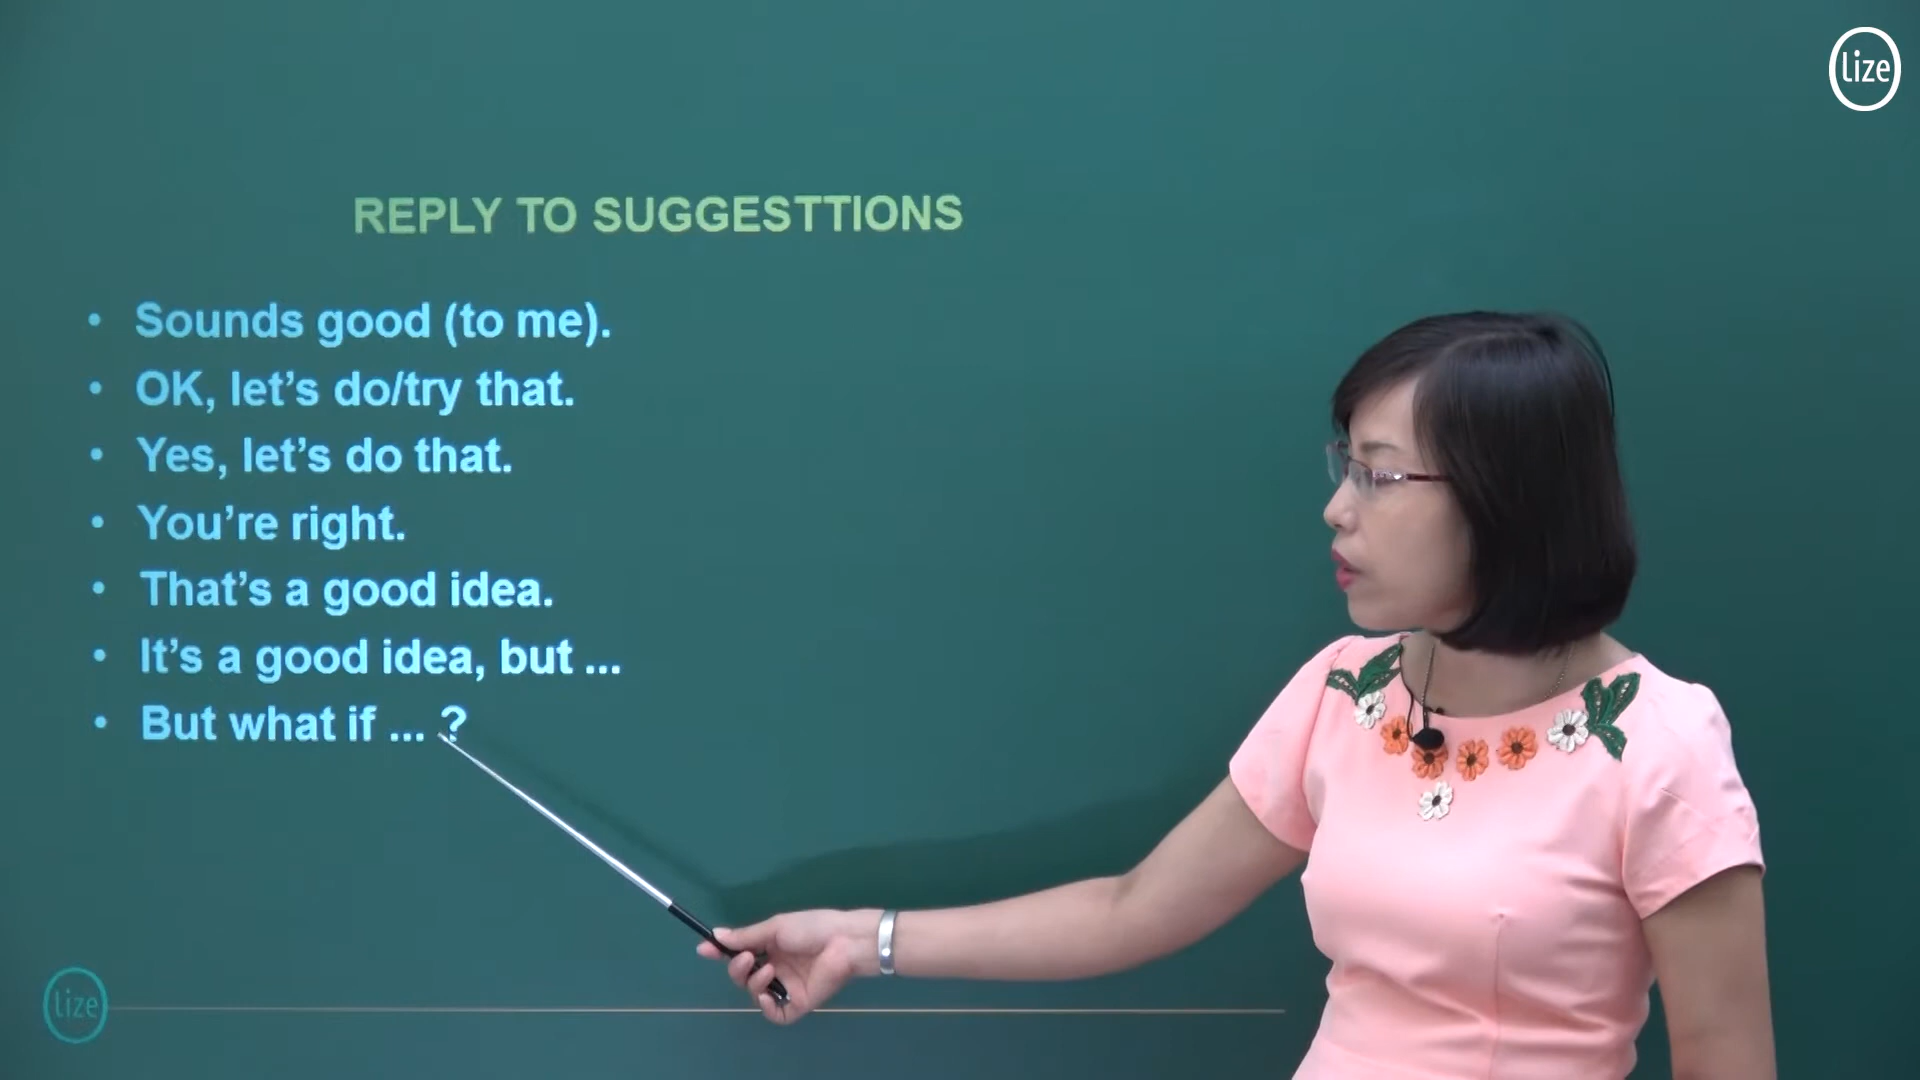 lize
REPLY TO SUGGESTTIONS
• Sounds good (to me).
• OK, let’s do/try that.
• Yes, let’s do that.
• You’re right.
• That’s a good idea.
• It’s a good idea, but ...
• But what if ... ?
lize